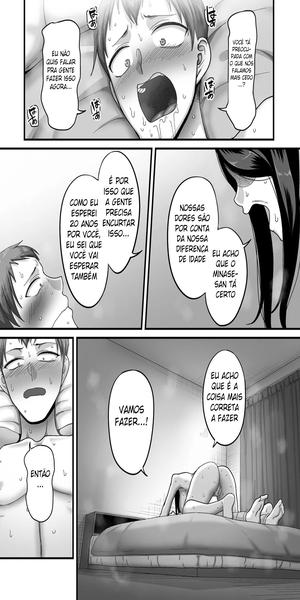 VOCÊ TÁ
PREOCU-
PADA COM
O QUE NÓS
FALAMOS
MAIS CEDO
...?
EU NÃO
QUIS FALAR
PRA GENTE
FAZER ISSO
AGORA...
EU ACHO
QUE O
MINASE-
SAN TÁ
CERTO
NOSSAS
DORES SÃO
POR CONTA
DA NOSSA
DIFERENÇA
DE IDADE
É POR
ISSO QUE
A GENTE
PRECISA
ENCURTAR
ISSO...
COMO EU
ESPEREI
20 ANOS
POR VOCÊ,
EU SEI QUE
VOCÊ VAI
ESPERAR
TAMBÉM
EU ACHO
QUE É A
COISA MAIS
CORRETA
A FAZER
VAMOS
FAZER...!
ENTÃO
...